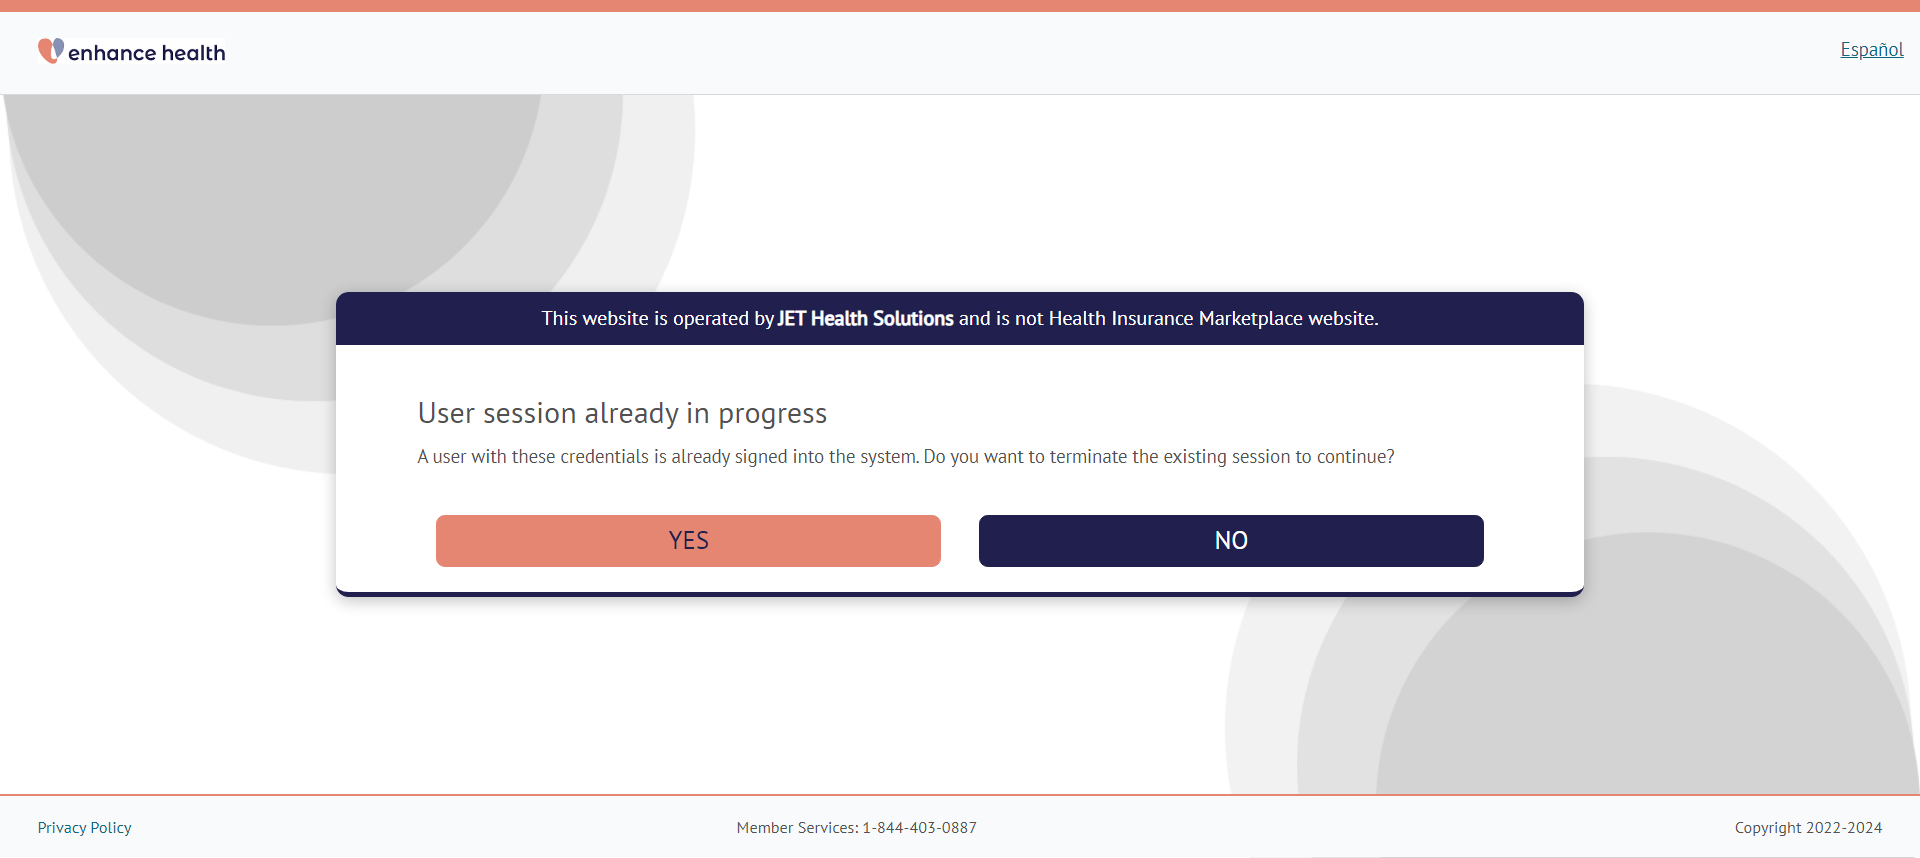 enhance health
Español
This website is operated by JET Health Solutions and is not Health Insurance Marketplace website.
User session already in progress
A user with these credentials is already signed into the system. Do you want to terminate the existing session to continue?
YES
NO
Privacy Policy
Member Services: 1-844-403-0887
Copyright 2022-2024